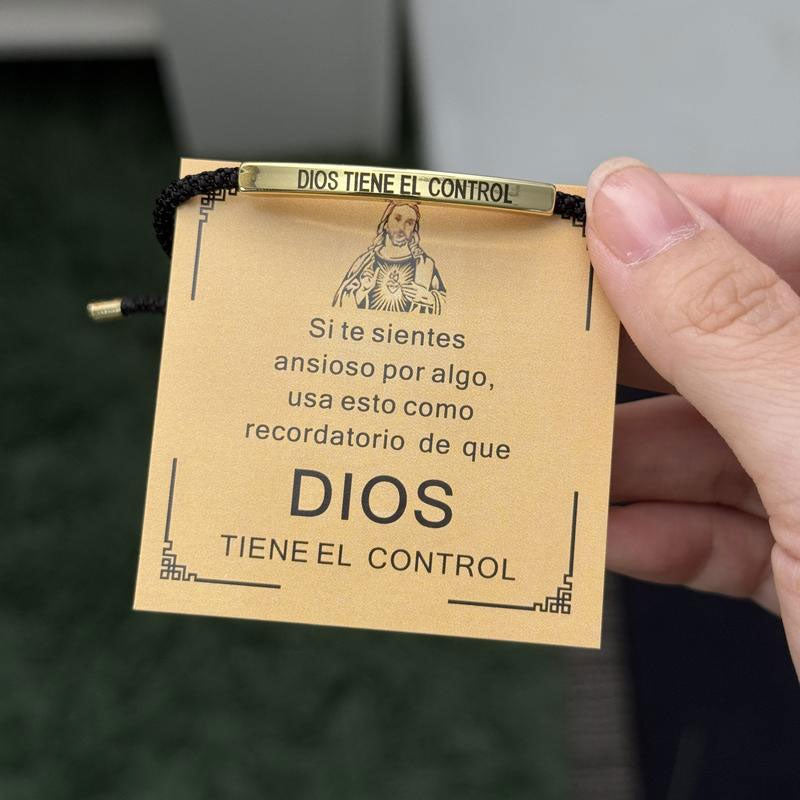 DIOS TIENE EL CONTROL
Si te sientes
ansioso por algo,
usa esto como
recordatorio de que
DIOS
TIENE EL CONTROL